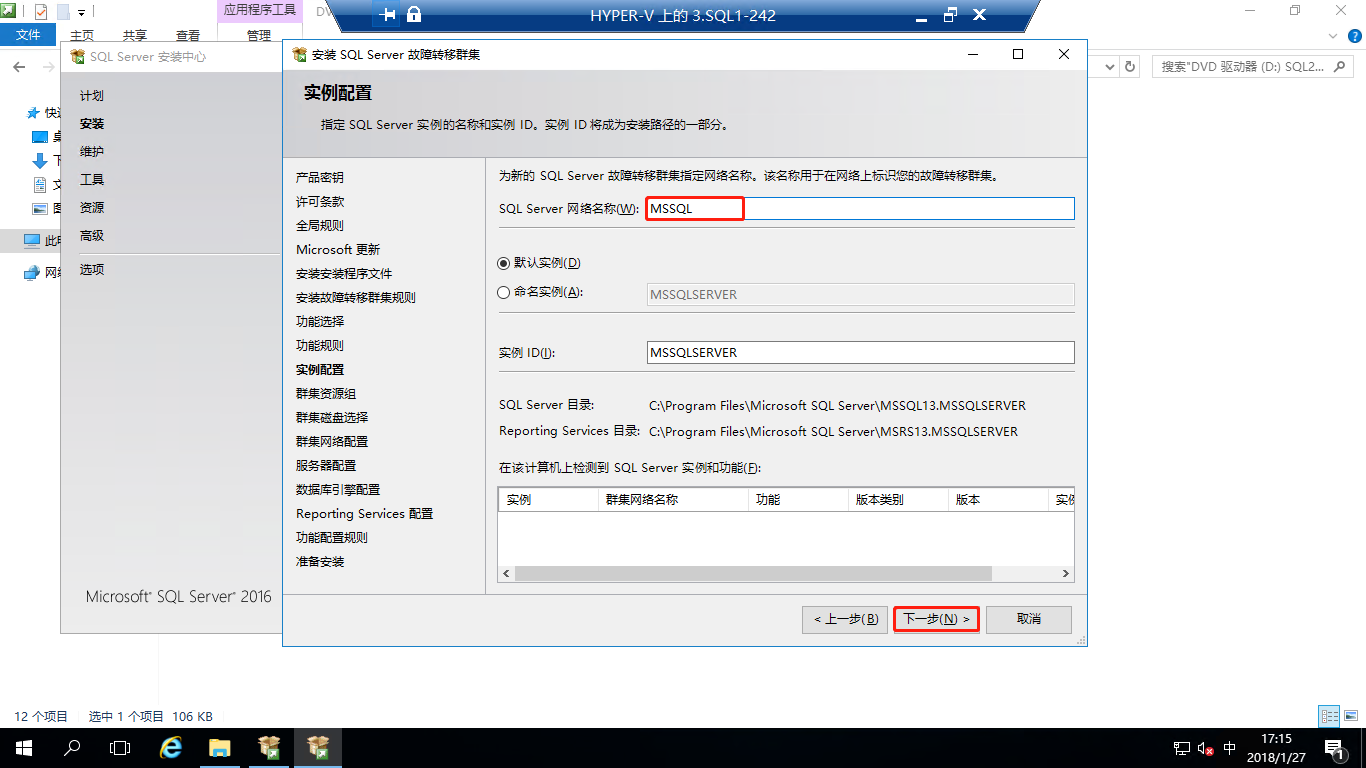 应用程序工具
HYPER-V 上的 3.SQL1-242
文件
主页
共享
查看
管理
搜索"DVD 驱动器 (D:) SQL2...
SQL Server 安装中心
计划
安装
维护
工具
资源
高级
选项
Microsoft SQL Server 2016
安装 SQL Server 故障转移群集
实例配置
指定 SQL Server 实例的名称和实例 ID。实例 ID 将成为安装路径的一部分。
产品密钥
许可条款
全局规则
Microsoft 更新
安装安装程序文件
安装故障转移群集规则
功能选择
功能规则
实例配置
群集资源组
群集磁盘选择
群集网络配置
服务器配置
数据库引擎配置
Reporting Services 配置
功能配置规则
准备安装
为新的 SQL Server 故障转移群集指定网络名称。该名称用于在网络上标识您的故障转移群集。
SQL Server 网络名称(W): MSSQL
默认实例(D)
命名实例(A): MSSQLSERVER
实例 ID(I): MSSQLSERVER
SQL Server 目录: C:\Program Files\Microsoft SQL Server\MSSQL13.MSSQLSERVER
Reporting Services 目录: C:\Program Files\Microsoft SQL Server\MSRS13.MSSQLSERVER
在该计算机上检测到 SQL Server 实例和功能(F):
实例 群集网络名称 功能 版本类别 版本
< 上一步(B) 下一步(N) > 取消
12 个项目 选中 1 个项目 106 KB
中
17:15
2018/1/27
1